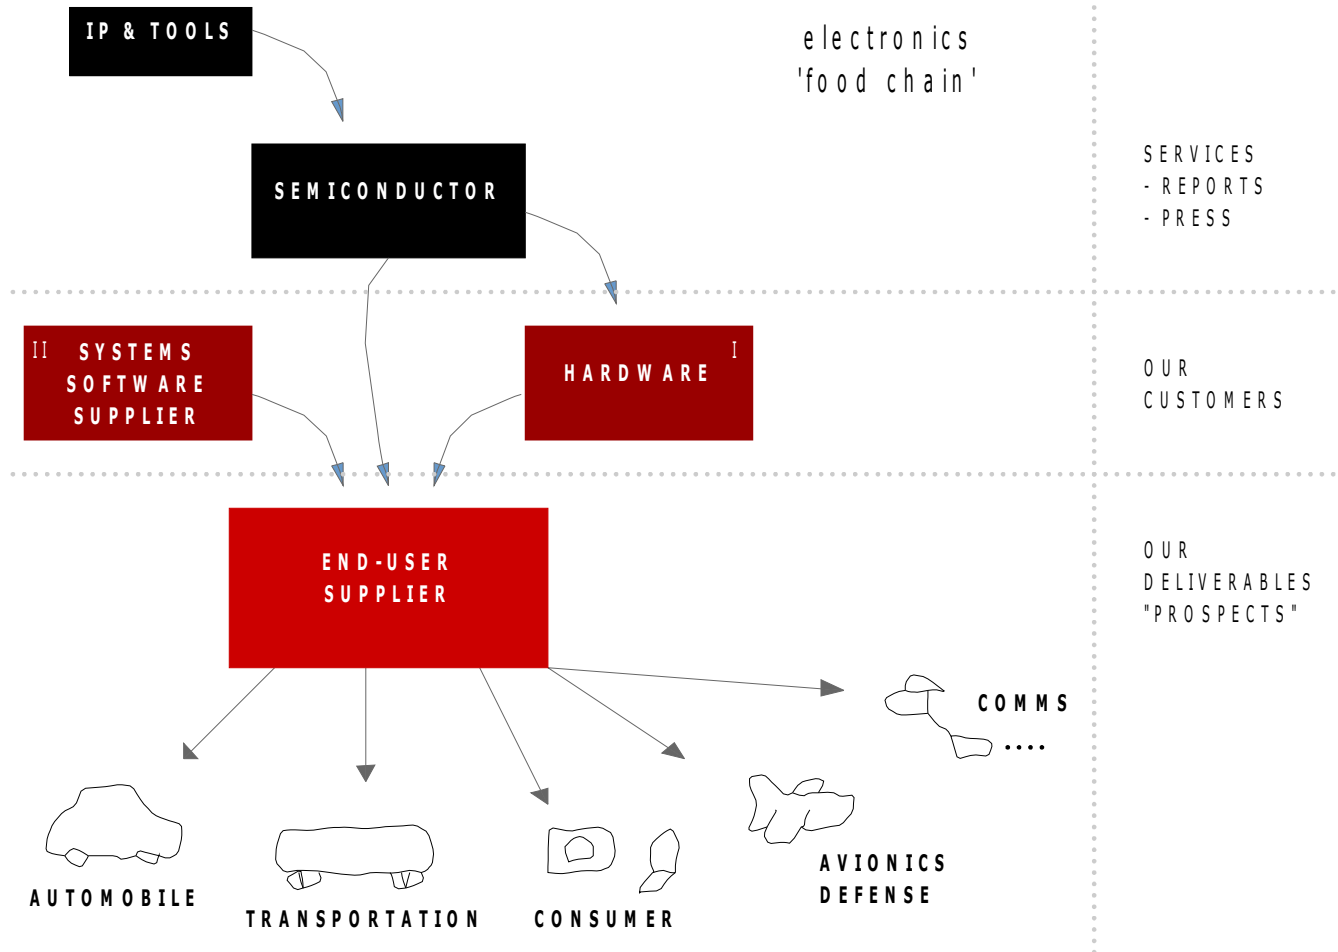 IP & TOOLS
electronics
'food chain'
SEMICONDUCTOR
SERVICES
- REPORTS
- PRESS
II
SYSTEMS
SOFTWARE
SUPPLIER
HARDWARE
I
OUR
CUSTOMERS
END-USER
SUPPLIER
OUR
DELIVERABLES
"PROSPECTS"
COMMS
....
AUTOMOBILE
TRANSPORTATION
CONSUMER
AVIONICS
DEFENSE